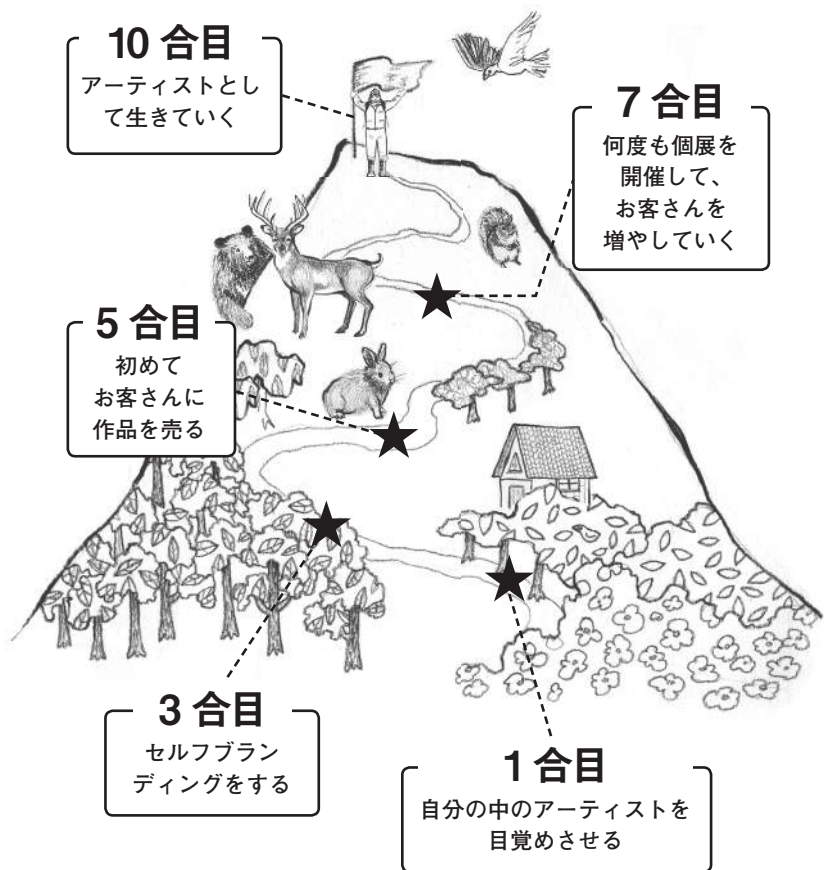 10 合目
アーティストとし
て生きていく
7 合目
何度も個展を
開催して、
お客さんを
増やしていく
5 合目
初めて
お客さんに
作品を売る
3 合目
セルフブラン
ディングをする
1 合目
自分の中のアーティストを
目覚めさせる